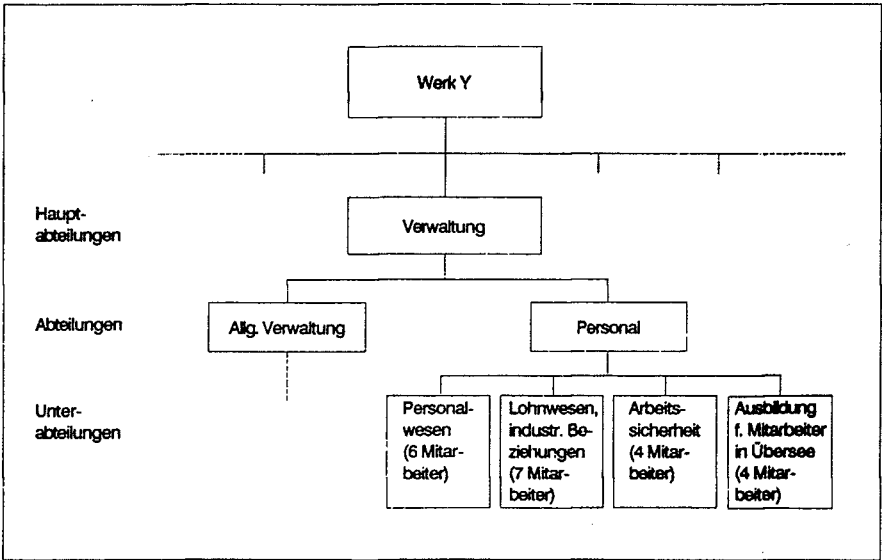 Werk Y
Haupt-
abteilungen
Verwaltung
Abteilungen
Allg. Verwaltung
Personal
Unter-
abteilungen
Personal-
wesen
(6 Mitar-
beiter)
Lohnwesen,
industr. Be-
ziehungen
(7 Mitar-
beiter)
Arbeits-
sicherheit
(4 Mitar-
beiter)
Ausbildung
f. Mitarbeiter
in Übersee
(4 Mitar-
beiter)